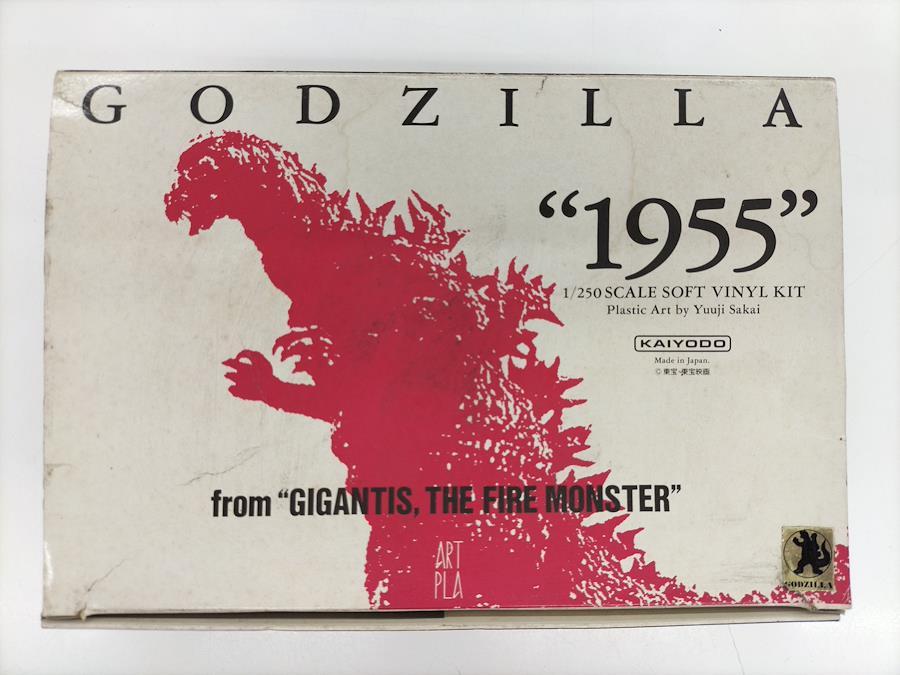 GODZILLA
“1955”
1/250 SCALE SOFT VINYL KIT
Plastic Art by Yuuji Sakai
KAIYODO
Made in Japan.
© 東宝・東宝映画
from “GIGANTIS, THE FIRE MONSTER”
ART
PLA
GODZILLA